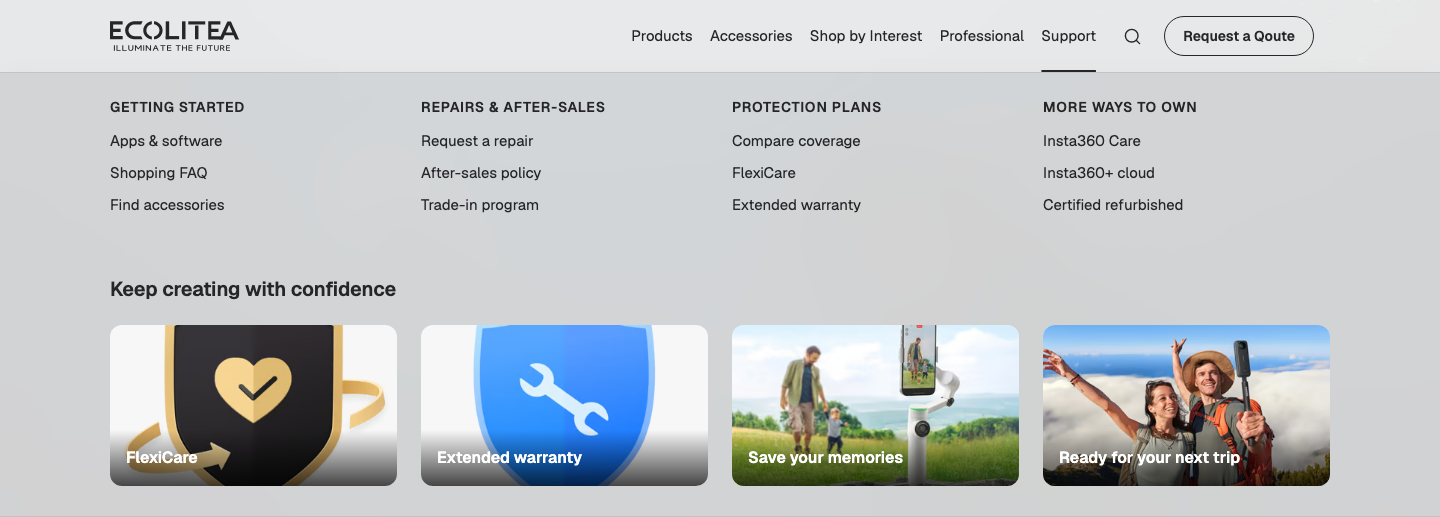 ECOLITEA
ILLUMINATE THE FUTURE
Products Accessories Shop by Interest Professional Support Request a Qoute
GETTING STARTED
Apps & software
Shopping FAQ
Find accessories
REPAIRS & AFTER-SALES
Request a repair
After-sales policy
Trade-in program
PROTECTION PLANS
Compare coverage
FlexiCare
Extended warranty
MORE WAYS TO OWN
Insta360 Care
Insta360+ cloud
Certified refurbished
Keep creating with confidence
FlexiCare
Extended warranty
Save your memories
Ready for your next trip